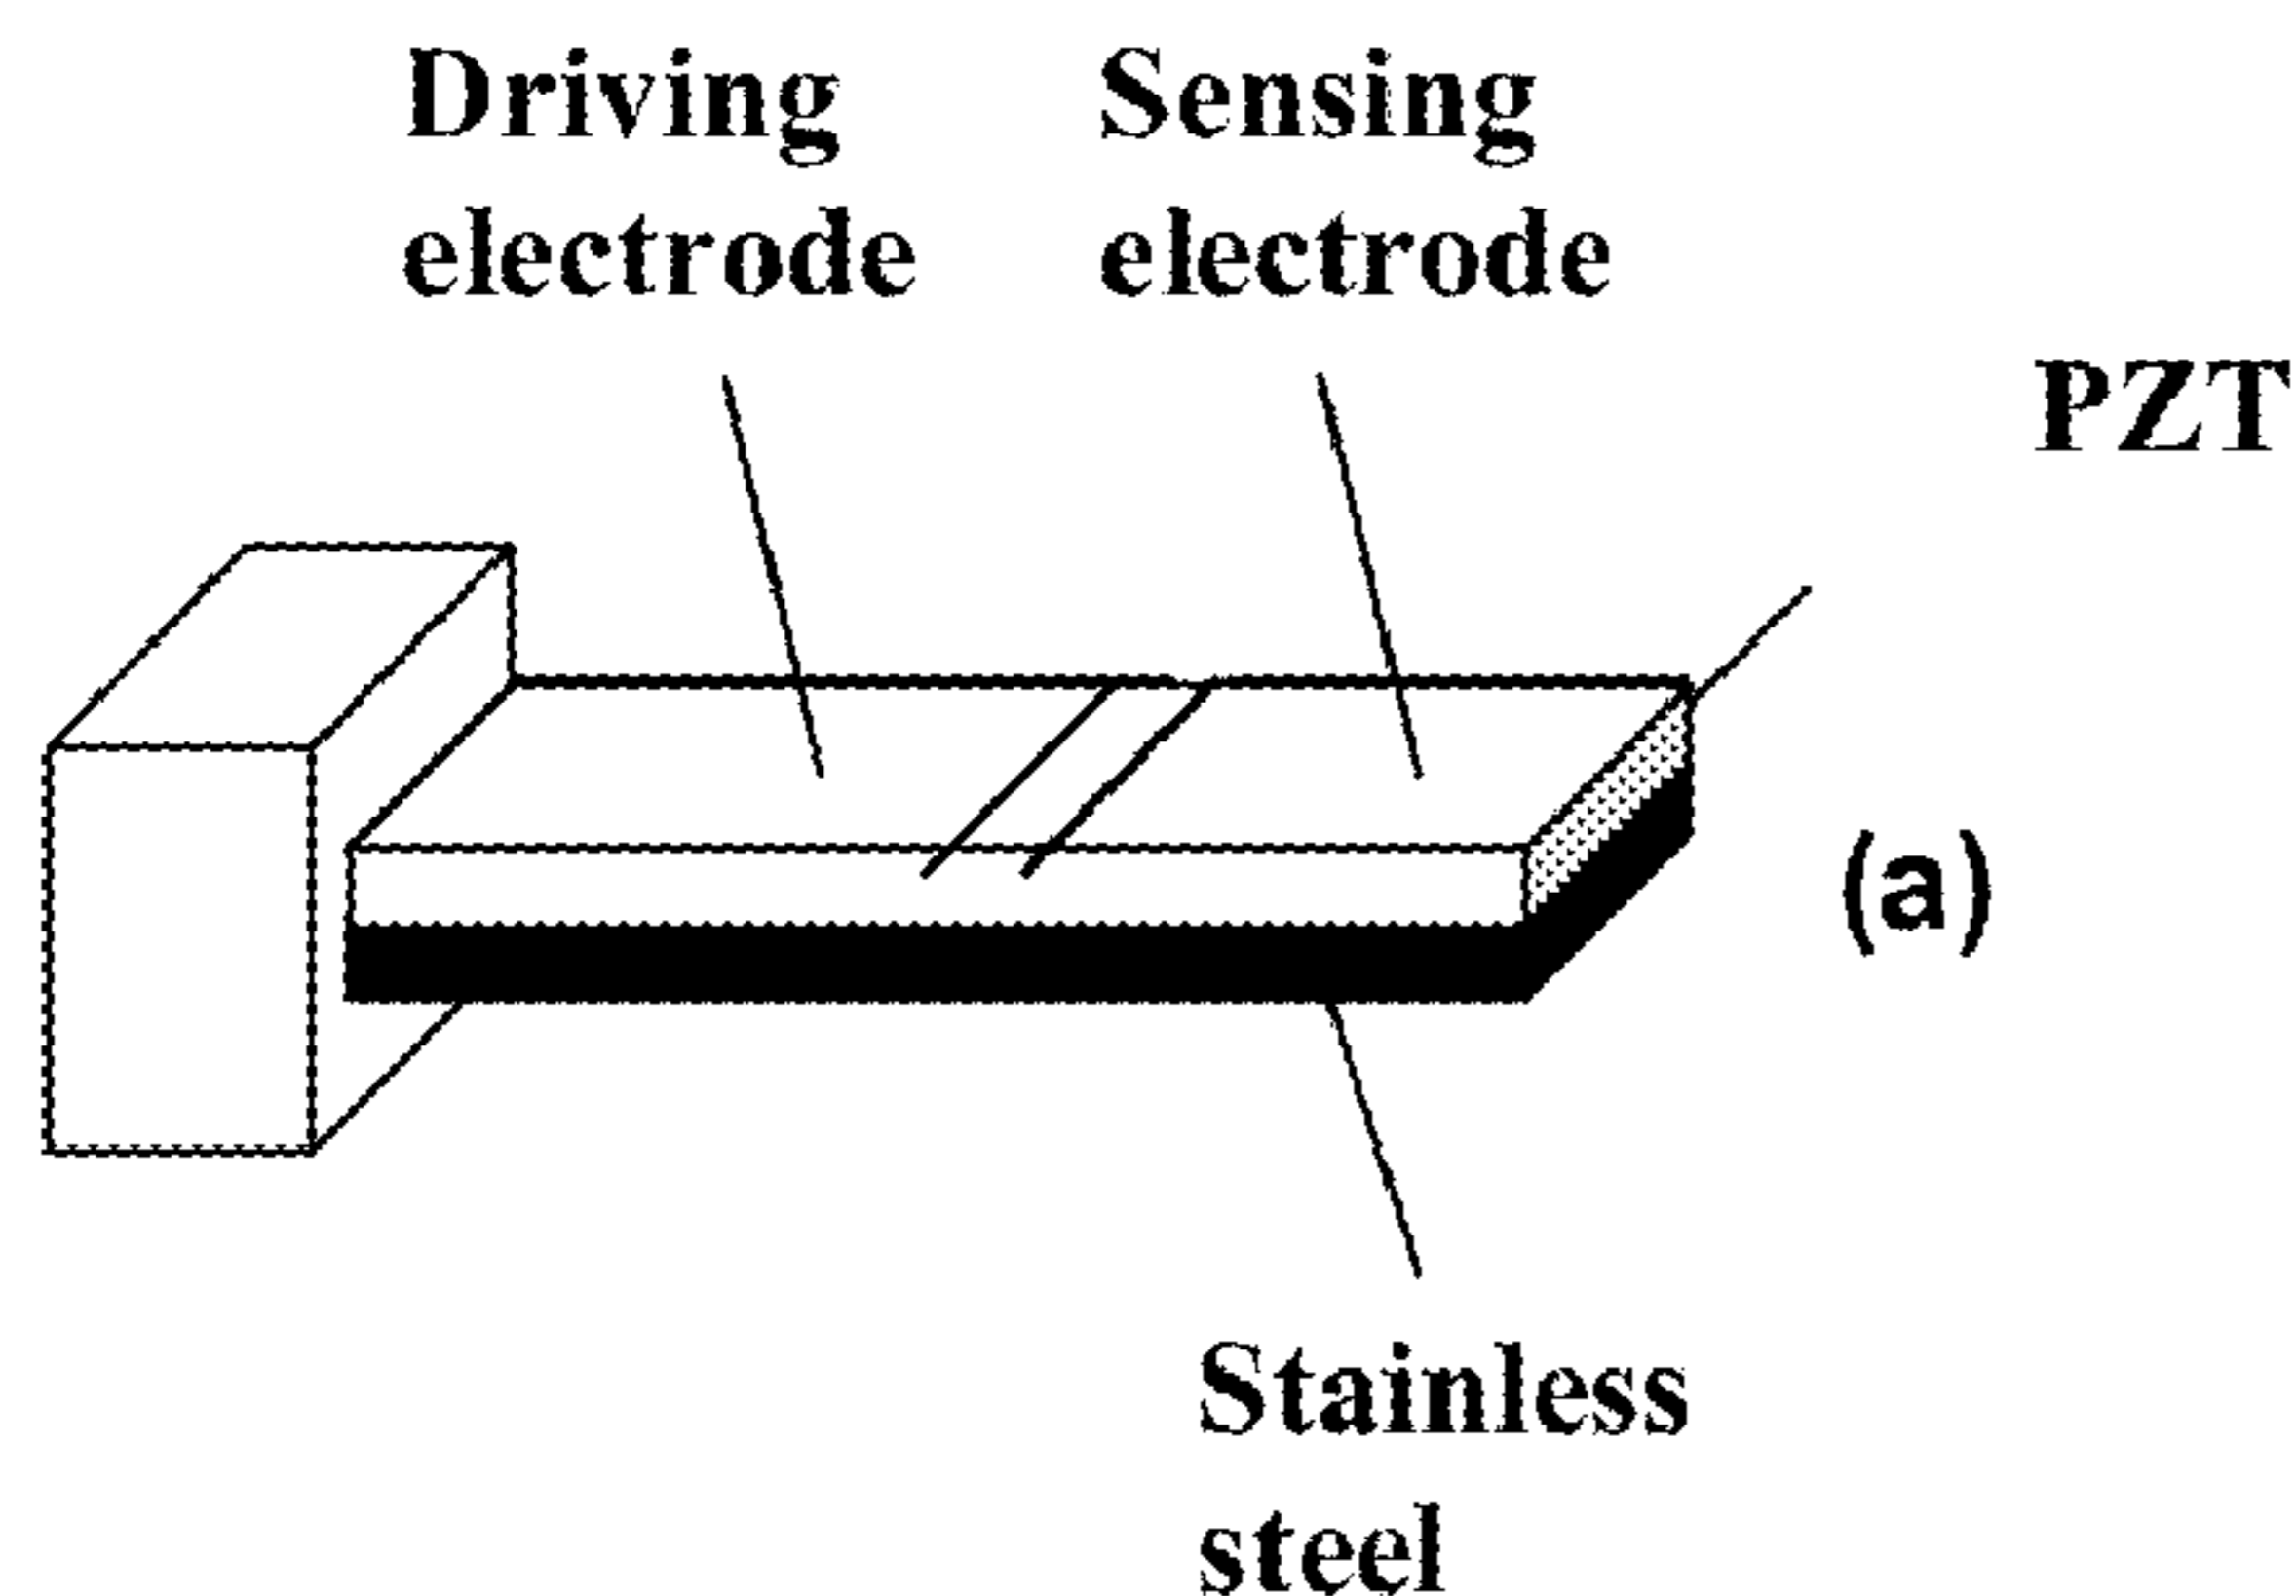 Driving
electrode
Sensing
electrode
PZT
(a)
Stainless
steel